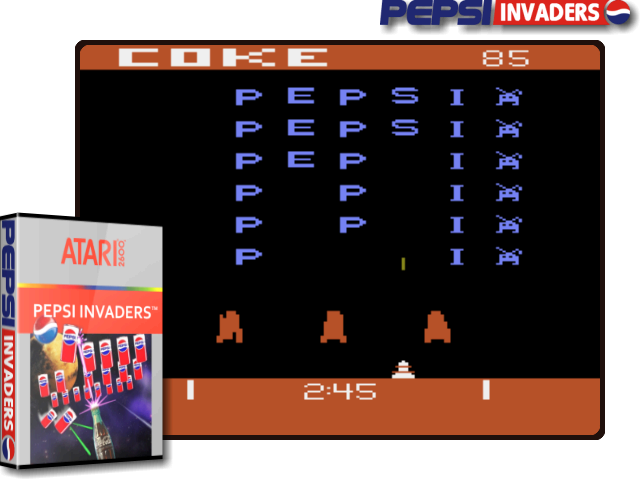 PEPSI INVADERS
COKE 85
P E P S I
P E P S I
P E P I
P P I
P P I
P I
2:45
ATARI 2600
PEPSI INVADERS™
PEPSI INVADERS